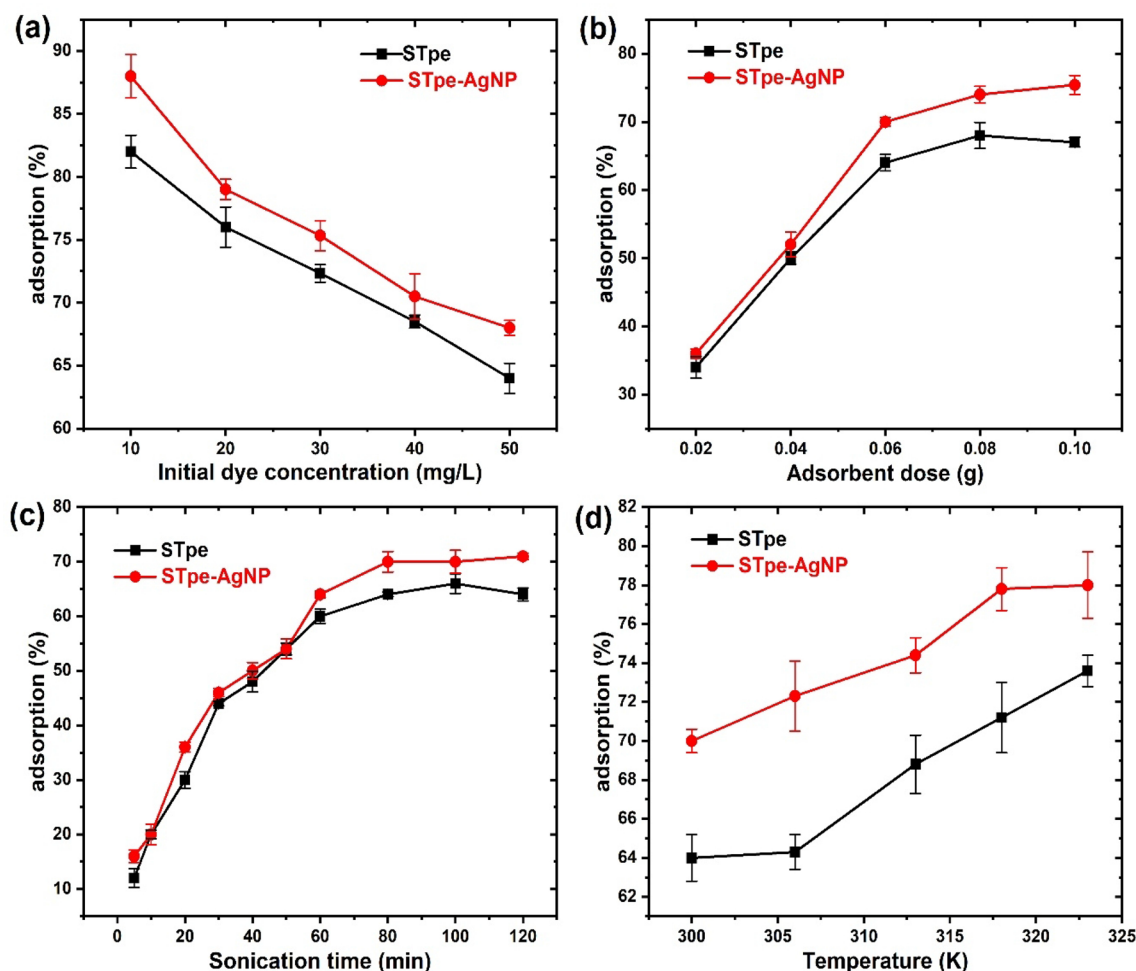 (a)
STpe
STpe-AgNP
adsorption (%)
90
85
80
75
70
65
60
10 20 30 40 50
Initial dye concentration (mg/L)
(b)
STpe
STpe-AgNP
adsorption (%)
80
70
60
50
40
30
0.02 0.04 0.06 0.08 0.10
Adsorbent dose (g)
(c)
STpe
STpe-AgNP
adsorption (%)
80
70
60
50
40
30
20
10
0 20 40 60 80 100 120
Sonication time (min)
(d)
STpe
STpe-AgNP
adsorption (%)
82
80
78
76
74
72
70
68
66
64
62
300 305 310 315 320 325
Temperature (K)